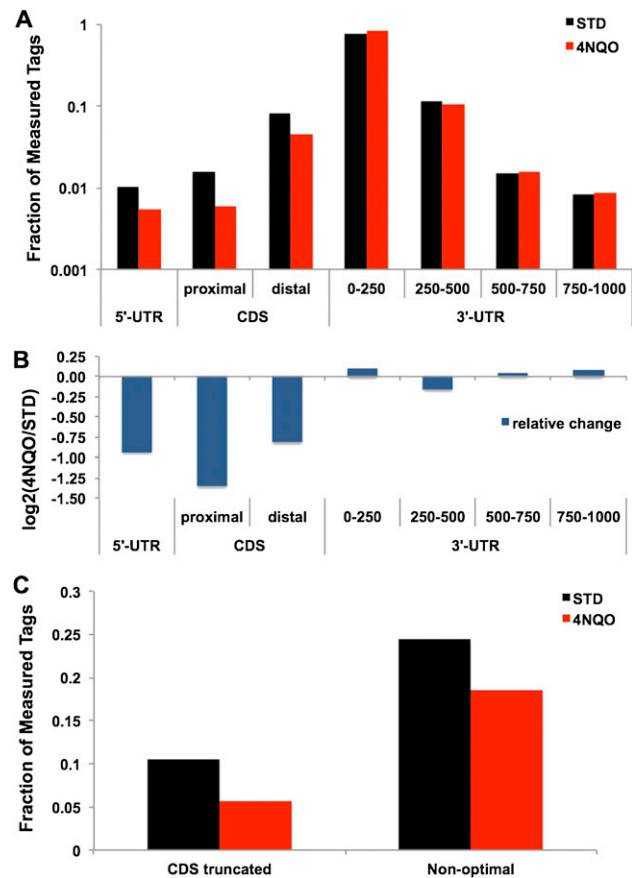 A
STD
4NQO
Fraction of Measured Tags
1
0.1
0.01
0.001
proximal distal 0-250 250-500 500-750 750-1000
5'-UTR CDS 3'-UTR
B
log2(4NQO/STD)
0.25
0.00
-0.25
-0.50
-0.75
-1.00
-1.25
-1.50
relative change
proximal distal 0-250 250-500 500-750 750-1000
5'-UTR CDS 3'-UTR
C
STD
4NQO
Fraction of Measured Tags
0.3
0.25
0.2
0.15
0.1
0.05
0
CDS truncated Non-optimal